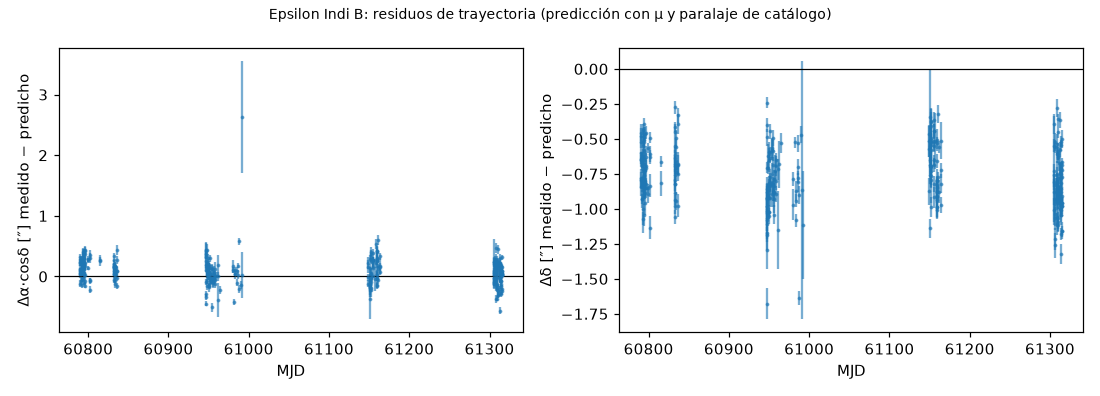 Epsilon Indi B: residuos de trayectoria (predicción con μ y paralaje de catálogo)
Δα·cosδ [″] medido − predicho
3
2
1
0
60800 60900 61000 61100 61200 61300
MJD
Δδ [″] medido − predicho
0.00
−0.25
−0.50
−0.75
−1.00
−1.25
−1.50
−1.75
60800 60900 61000 61100 61200 61300
MJD